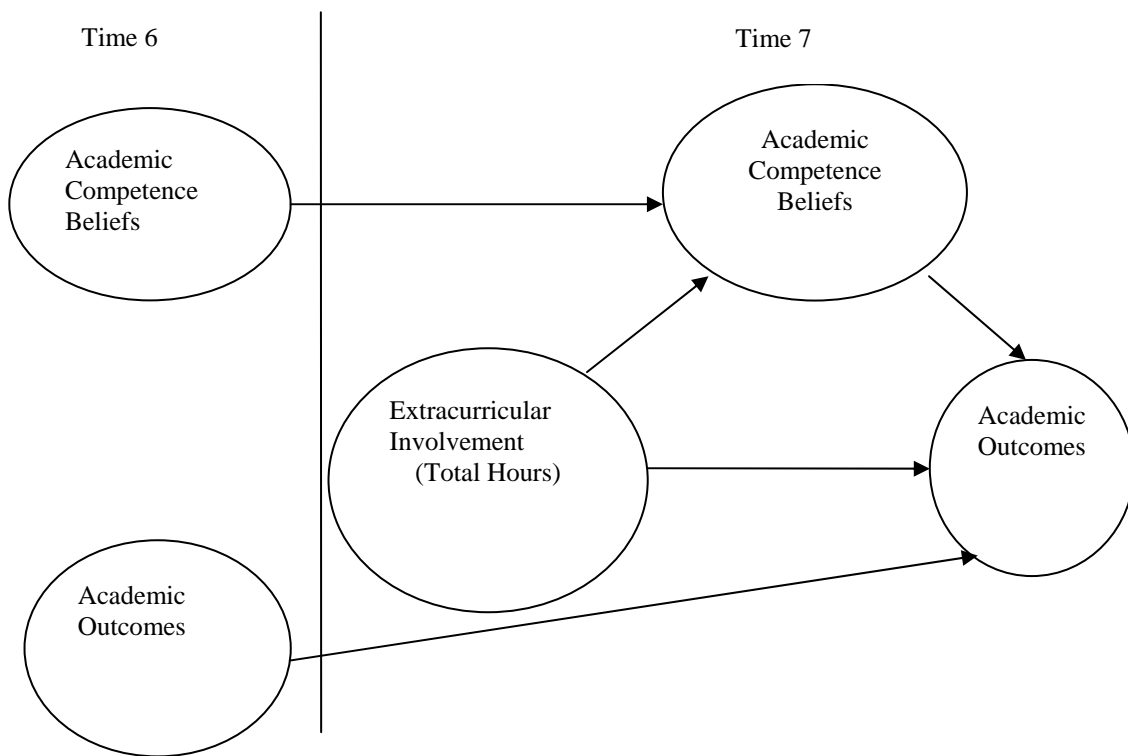 Time 6
Time 7
Academic
Competence
Beliefs
Academic
Competence
Beliefs
Extracurricular
Involvement
(Total Hours)
Academic
Outcomes
Academic
Outcomes